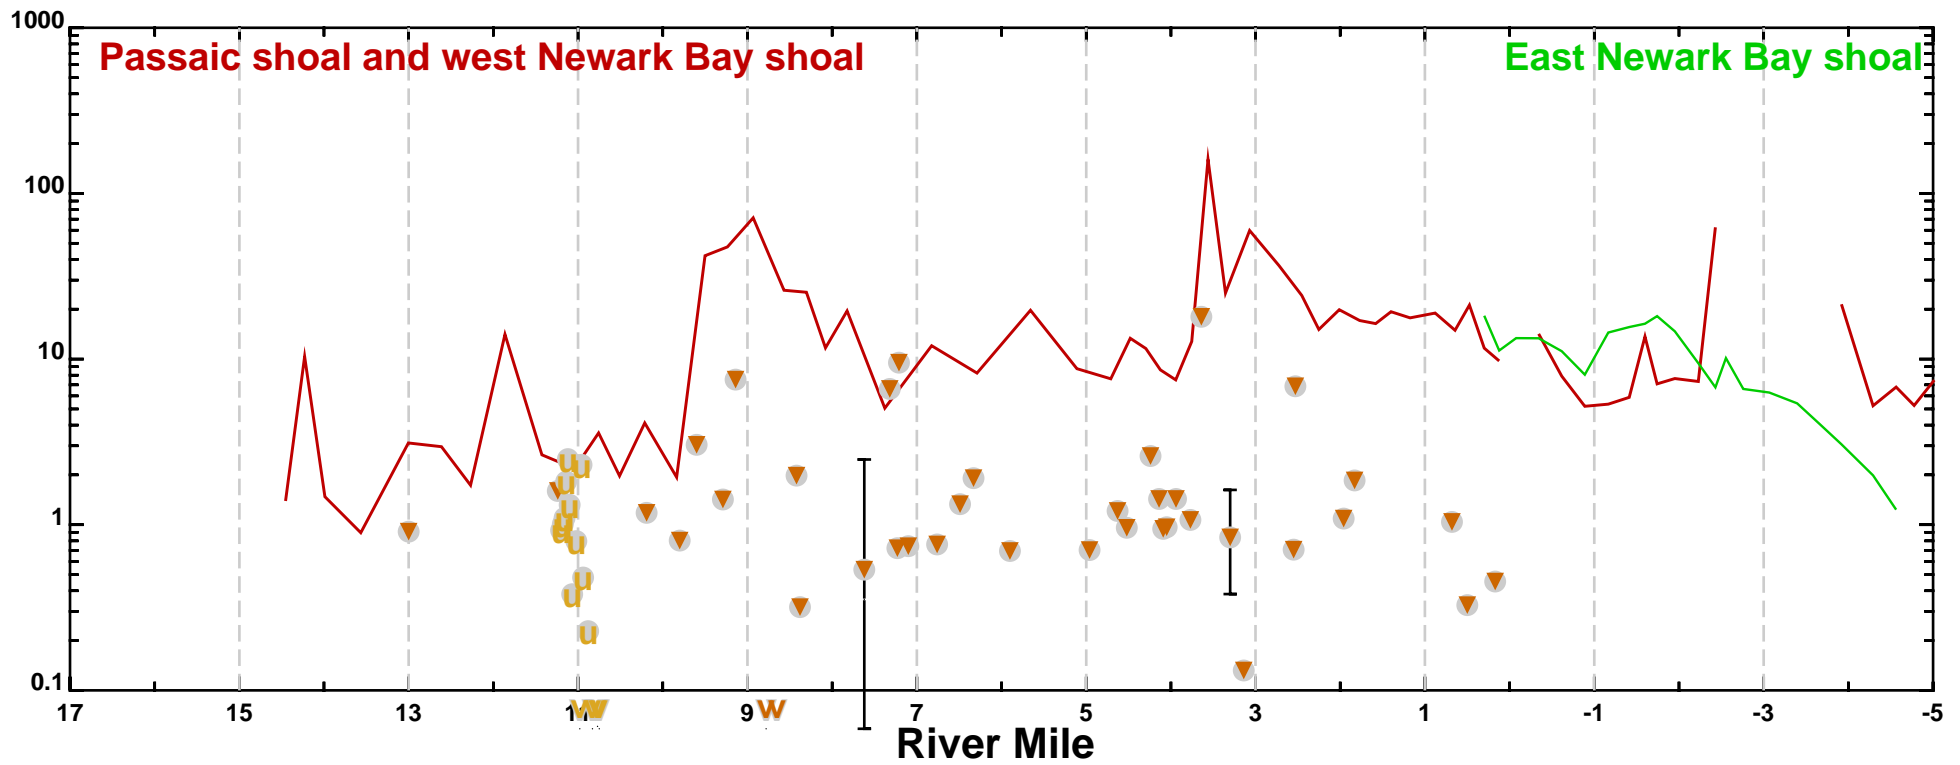 1000
Passaic shoal and west Newark Bay shoal
East Newark Bay shoal
100
10
u
u
u
u
u
u
u
u
u
1
0.1
17 15 13 9 w 7 5 3 1 -1 -3 -5
River Mile